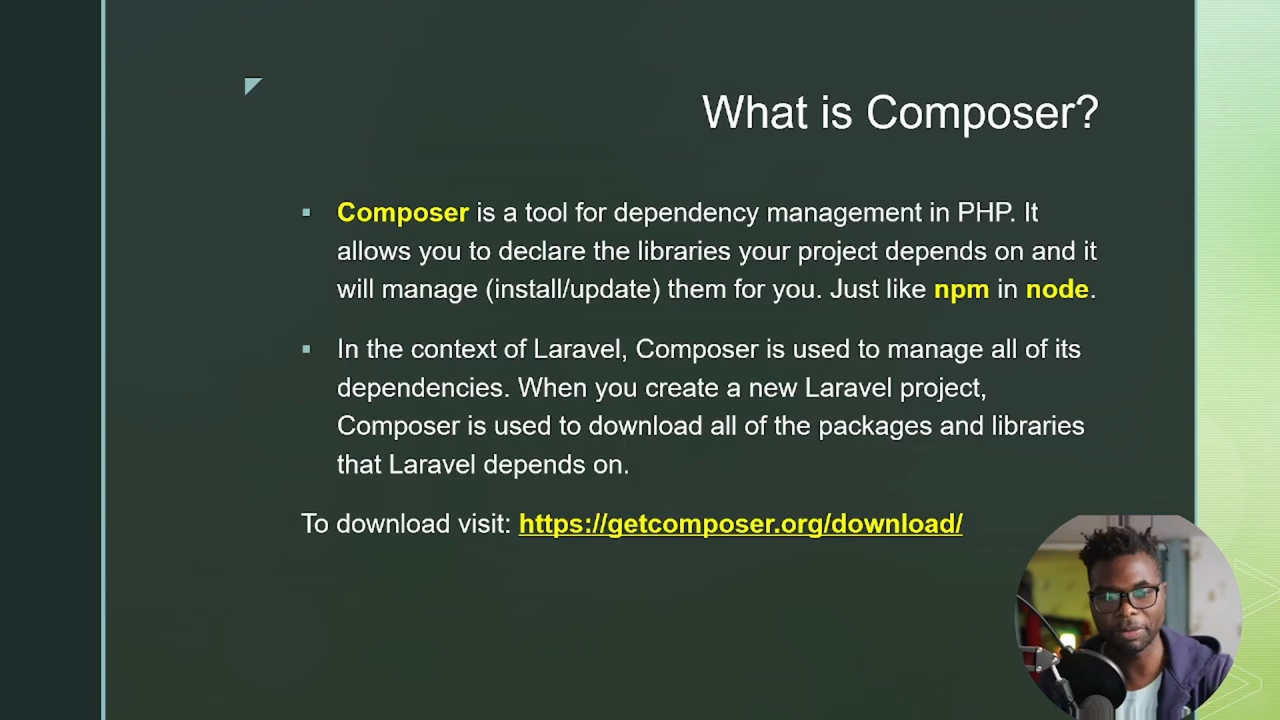 What is Composer?
Composer is a tool for dependency management in PHP. It
allows you to declare the libraries your project depends on and it
will manage (install/update) them for you. Just like npm in node.
In the context of Laravel, Composer is used to manage all of its
dependencies. When you create a new Laravel project,
Composer is used to download all of the packages and libraries
that Laravel depends on.
To download visit: https://getcomposer.org/download/